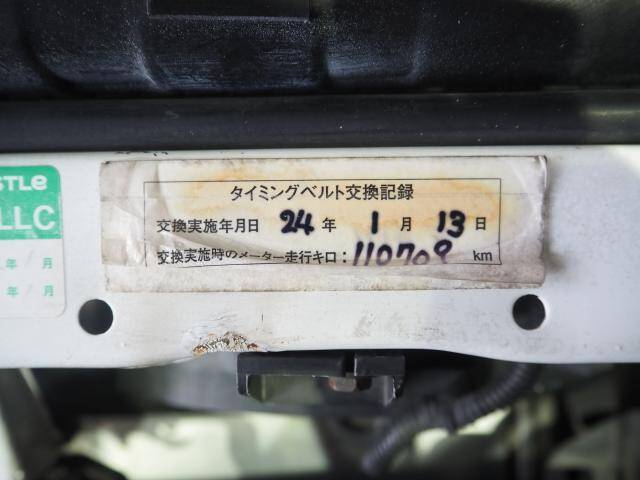 STLe
LLC
年 月
年 月
タイミングベルト交換記録
交換実施年月日 24 年 1 月 13 日
交換実施時のメーター走行キロ：110709 km